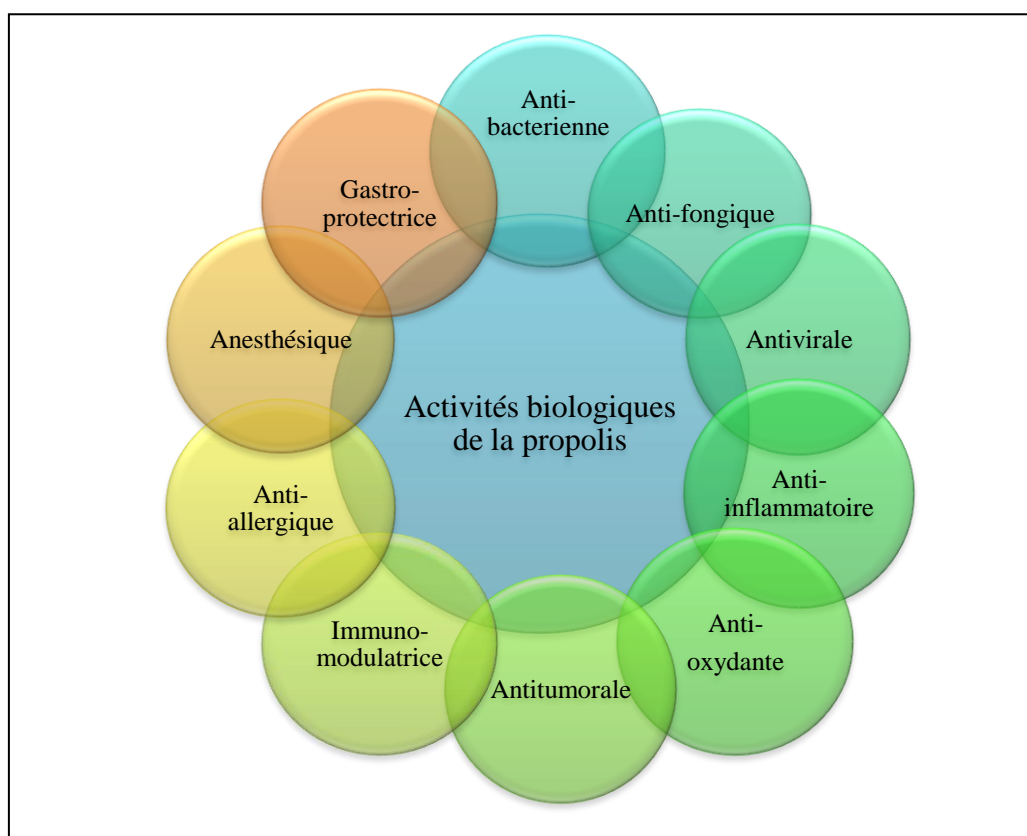 Anti-
bacterienne
Anti-fongique
Antivirale
Anti-
inflammatoire
Anti-
oxydante
Antitumorale
Immuno-
modulatrice
Anti-
allergique
Anesthésique
Gastro-
protectrice
Activités biologiques
de la propolis